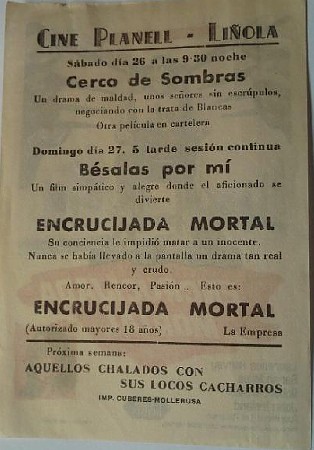 CINE PLANELL - LIÑOLA
Sábado día 26 a las 9-30 noche
Cerco de Sombras
Un drama de maldad, unos señores sin escrúpulos,
negociando con la trata de Blancas
Otra película en cartelera
Domingo día 27, 5 tarde sesión continua
Bésalas por mí
Un film simpático y alegre donde el aficionado se
divierte
ENCRUCIJADA MORTAL
Su conciencia le impidió matar a un inocente.
Nunca se había llevado a la pantalla un drama tan real
y crudo.
Amor, Rencor, Pasión .. Esto es:
ENCRUCIJADA MORTAL
(Autorizado mayores 18 años) La Empresa
Próxima semana:
AQUELLOS CHALADOS CON
SUS LOCOS CACHARROS
IMP. CUBERES-MOLLERUSA